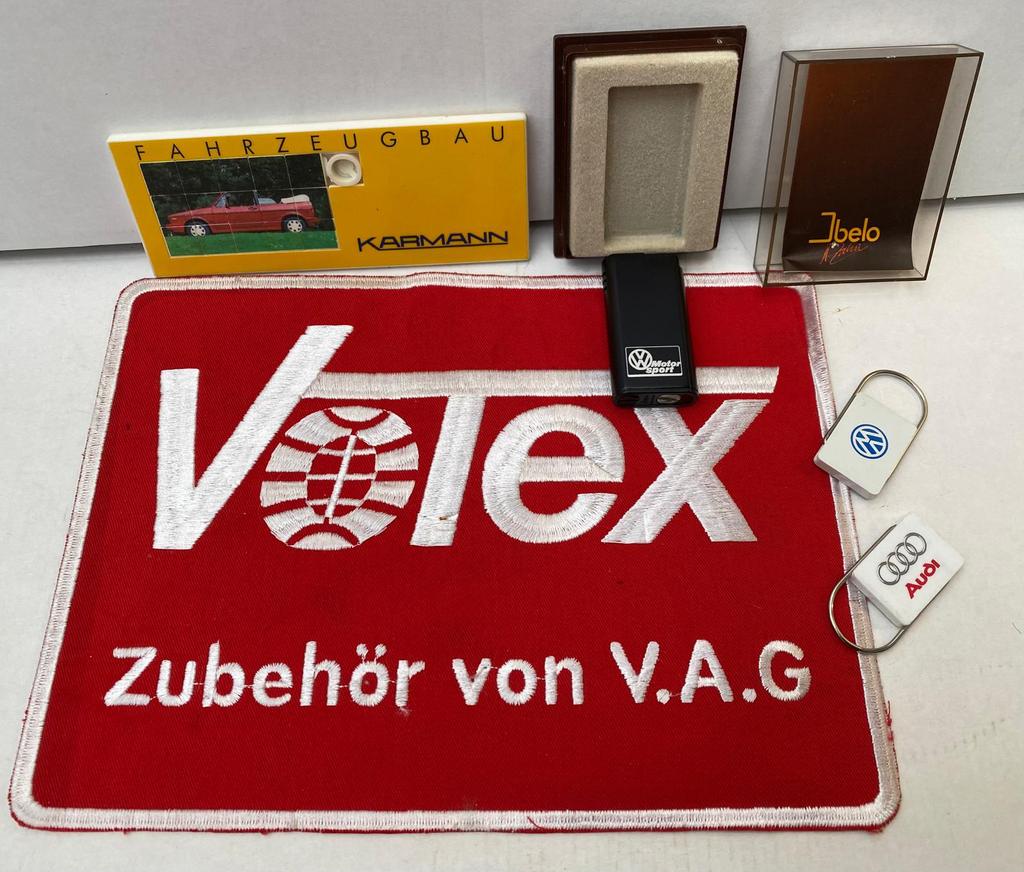 FAHRZEUGBAU
KARMANN
Jbelo
VW Motor
sport
VOTex
VW
Audi
Zubehör von V.A.G